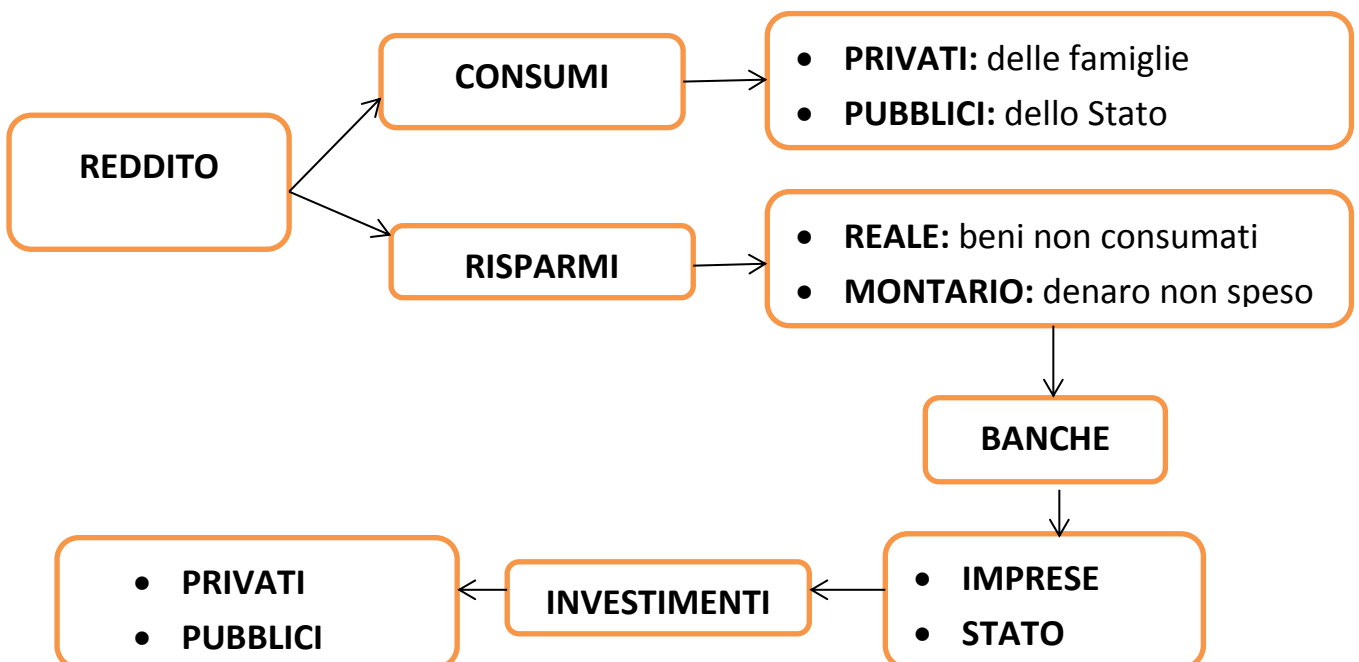 REDDITO
CONSUMI
• PRIVATI: delle famiglie
• PUBBLICI: dello Stato
RISPARMI
• REALE: beni non consumati
• MONTARIO: denaro non speso
BANCHE
• IMPRESE
• STATO
INVESTIMENTI
• PRIVATI
• PUBBLICI